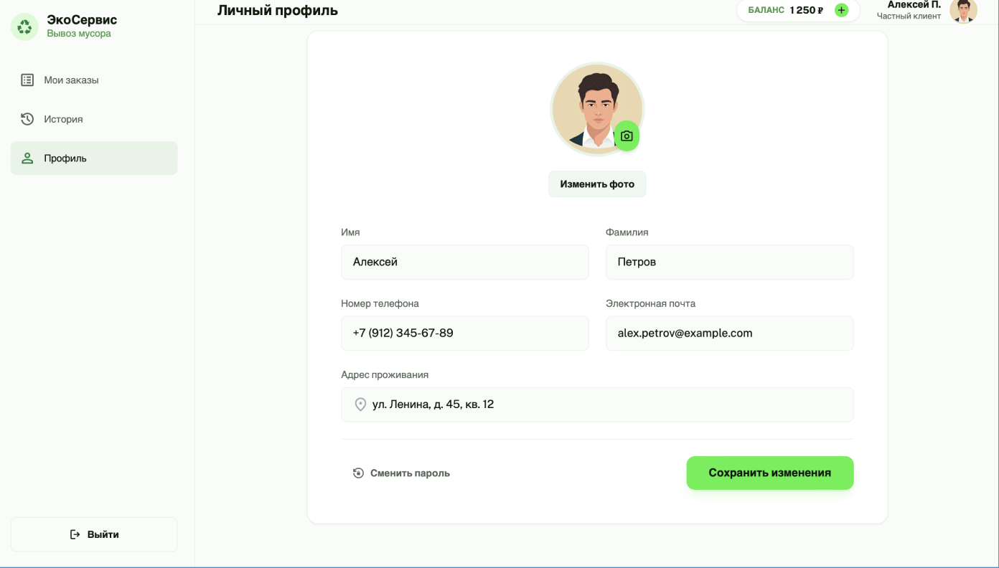 ЭкоСервис
Вывоз мусора
Мои заказы
История
Профиль
Выйти
Личный профиль
БАЛАНС 1 250 ₽
Алексей П.
Частный клиент
Изменить фото
Имя
Алексей
Фамилия
Петров
Номер телефона
+7 (912) 345-67-89
Электронная почта
alex.petrov@example.com
Адрес проживания
ул. Ленина, д. 45, кв. 12
Сменить пароль
Сохранить изменения